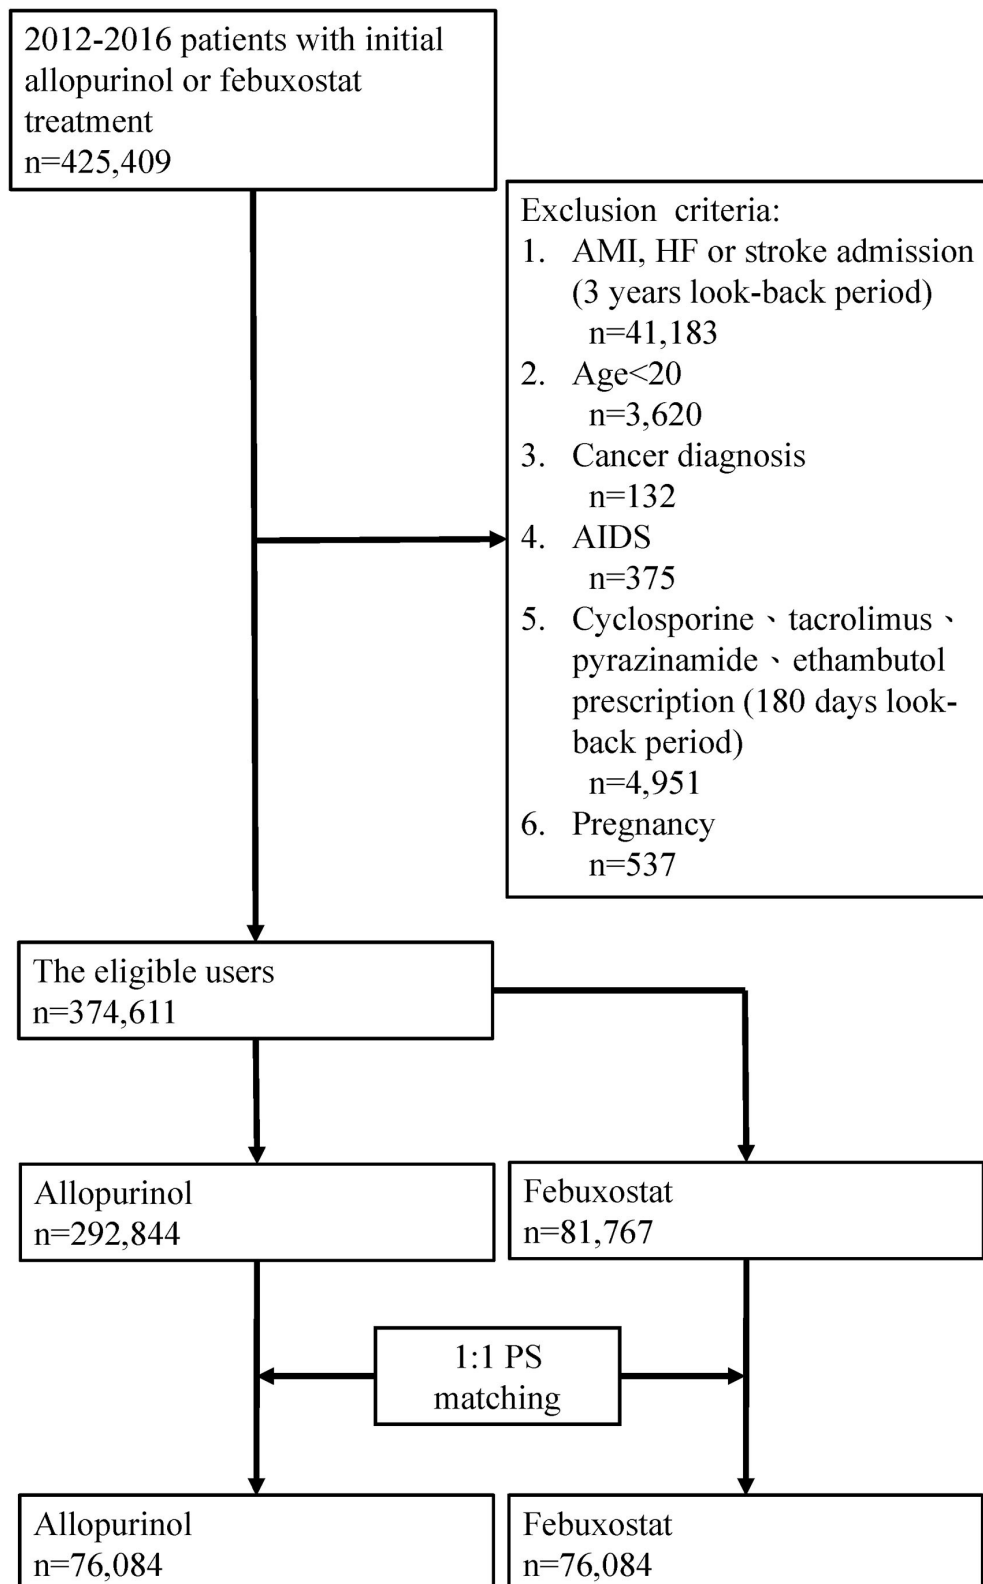 2012-2016 patients with initial
allopurinol or febuxostat
treatment
n=425,409
Exclusion criteria:
1. AMI, HF or stroke admission
(3 years look-back period)
n=41,183
2. Age<20
n=3,620
3. Cancer diagnosis
n=132
4. AIDS
n=375
5. Cyclosporine、tacrolimus、
pyrazinamide、ethambutol
prescription (180 days look-
back period)
n=4,951
6. Pregnancy
n=537
The eligible users
n=374,611
Allopurinol
n=292,844
Febuxostat
n=81,767
1:1 PS
matching
Allopurinol
n=76,084
Febuxostat
n=76,084